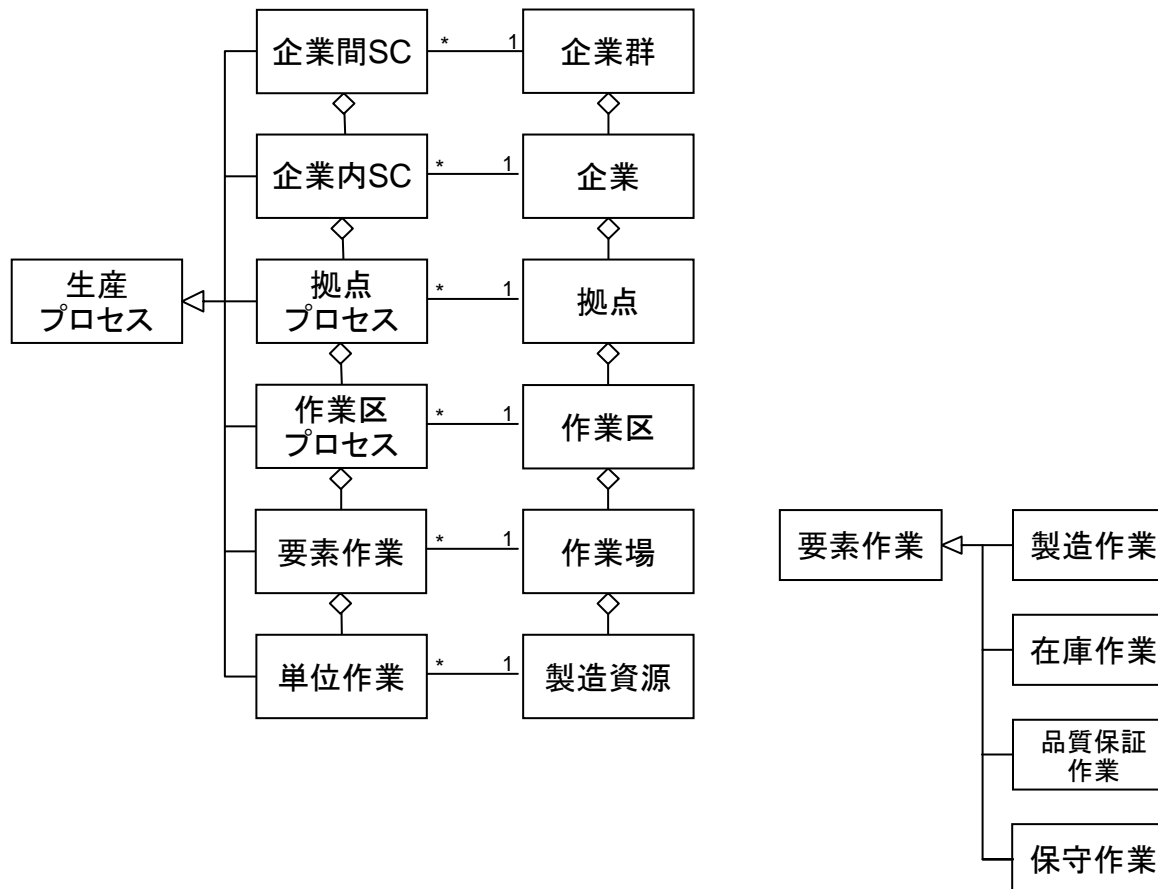 企業間SC
*
1
企業群
企業内SC
*
1
企業
生産
プロセス
拠点
プロセス
*
1
拠点
作業区
プロセス
*
1
作業区
要素作業
*
1
作業場
単位作業
*
1
製造資源
要素作業
製造作業
在庫作業
品質保証
作業
保守作業